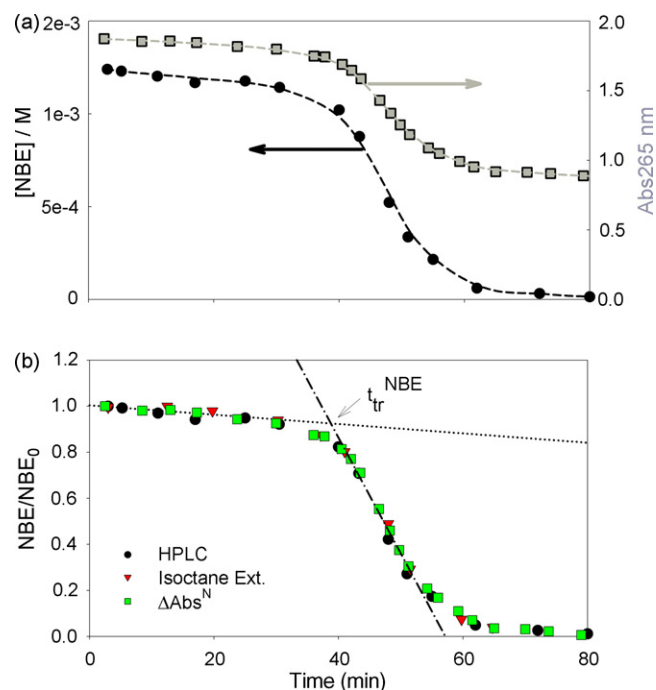 (a)
2e-3
1e-3
5e-4
0
[NBE] / M
2.0
1.5
1.0
0.5
0.0
Abs265 nm
(b)
1.2
1.0
0.8
0.6
0.4
0.2
0.0
NBE/NBE0
ttr NBE
HPLC
Isoctane Ext.
ΔAbsN
0 20 40 60 80
Time (min)